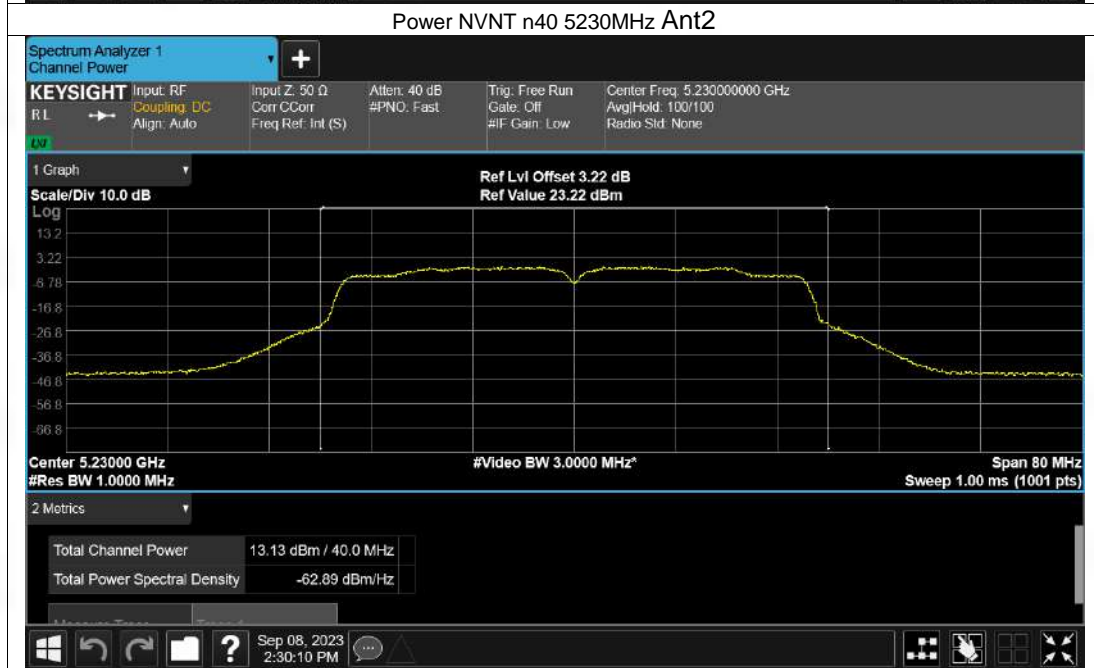 Power NVNT n40 5230MHz Ant2
Spectrum Analyzer 1
Channel Power
+
KEYSIGHT Input: RF Input Z: 50 Ω Atten: 40 dB Trig: Free Run Center Freq: 5.230000000 GHz
RL Coupling: DC Corr CCorr #PNO: Fast Gate: Off Avg|Hold: 100/100
Align: Auto Freq Ref: Int (S) #IF Gain: Low Radio Std: None
LXI
1 Graph Ref Lvl Offset 3.22 dB
Scale/Div 10.0 dB Ref Value 23.22 dBm
Log
13.2
3.22
-6.78
-16.8
-26.8
-36.8
-46.8
-56.8
-66.8
Center 5.23000 GHz #Video BW 3.0000 MHz* Span 80 MHz
#Res BW 1.0000 MHz Sweep 1.00 ms (1001 pts)
2 Metrics
Total Channel Power 13.13 dBm / 40.0 MHz
Total Power Spectral Density -62.89 dBm/Hz
? Sep 08, 2023
2:30:10 PM